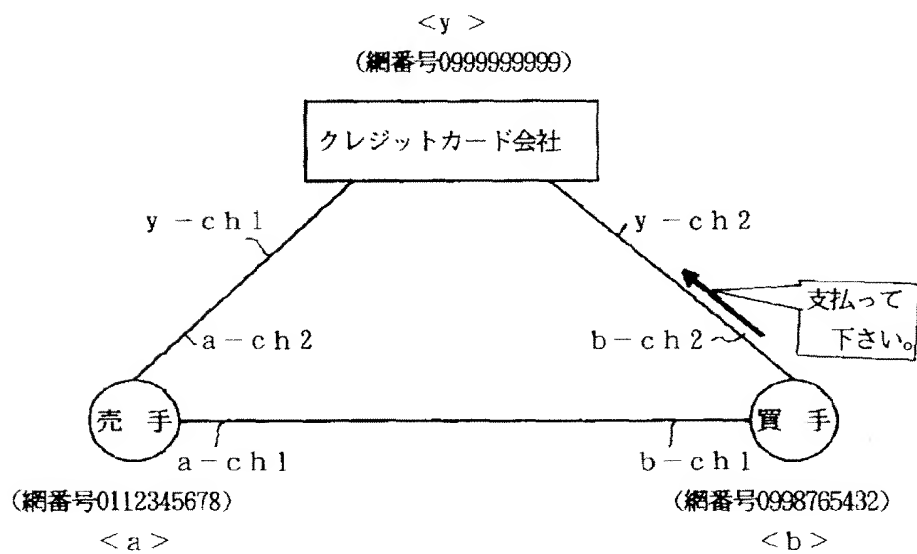 <y>
(網番号0999999999)
クレジットカード会社
y-ch1
y-ch2
支払って
下さい。
a-ch2
b-ch2
売 手
買 手
a-ch1
b-ch1
(網番号0112345678)
(網番号0998765432)
<a>
<b>